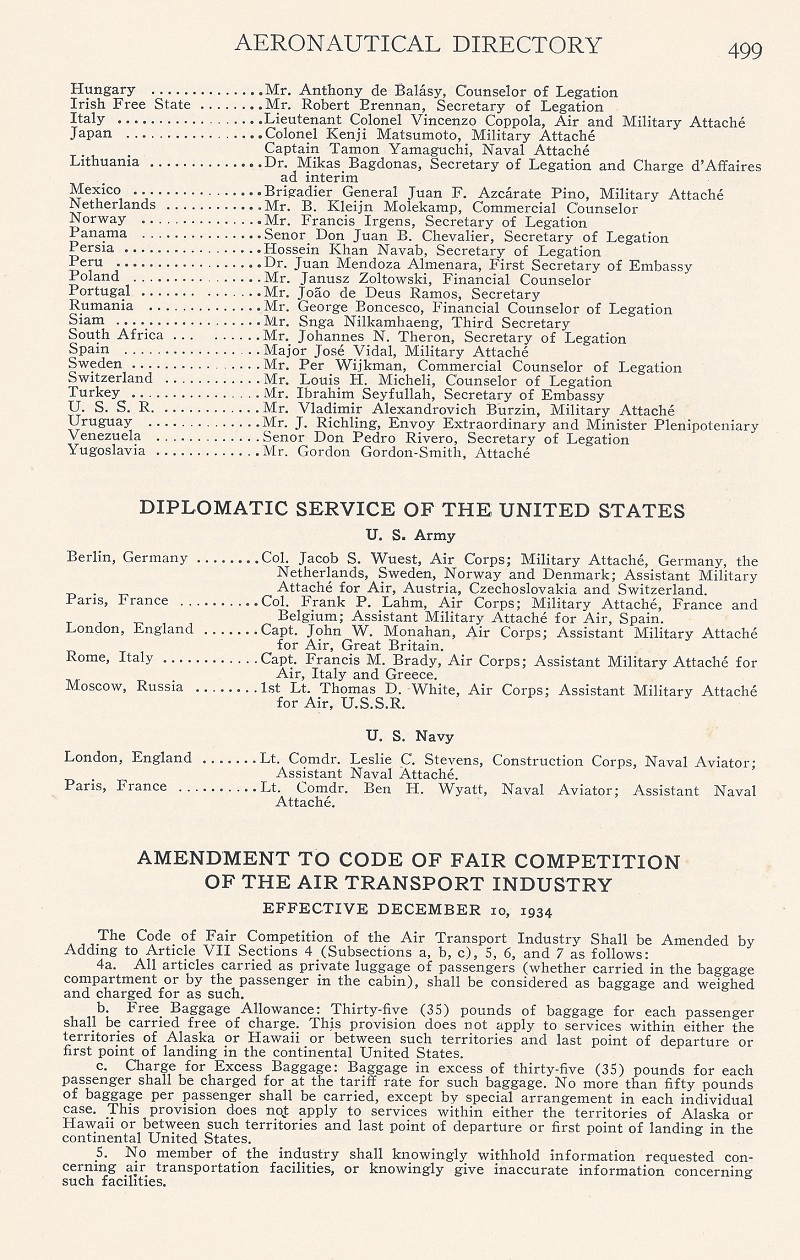 AERONAUTICAL DIRECTORY 499
Hungary ..............Mr. Anthony de Balásy, Counselor of Legation
Irish Free State ........Mr. Robert Brennan, Secretary of Legation
Italy ..................Lieutenant Colonel Vincenzo Coppola, Air and Military Attaché
Japan .................Colonel Kenji Matsumoto, Military Attaché
Captain Tamon Yamaguchi, Naval Attaché
Lithuania ..............Dr. Mikas Bagdonas, Secretary of Legation and Charge d'Affaires
ad interim
Mexico ................Brigadier General Juan F. Azcárate Pino, Military Attaché
Netherlands ............Mr. B. Kleijn Molekamp, Commercial Counselor
Norway ...............Mr. Francis Irgens, Secretary of Legation
Panama ...............Senor Don Juan B. Chevalier, Secretary of Legation
Persia .................Hossein Khan Navab, Secretary of Legation
Peru ..................Dr. Juan Mendoza Almenara, First Secretary of Embassy
Poland ................Mr. Janusz Zoltowski, Financial Counselor
Portugal ....... .......Mr. João de Deus Ramos, Secretary
Rumania ..............Mr. George Boncesco, Financial Counselor of Legation
Siam ..................Mr. Snga Nilkamhaeng, Third Secretary
South Africa ... .......Mr. Johannes N. Theron, Secretary of Legation
Spain .................Major José Vidal, Military Attaché
Sweden ................Mr. Per Wijkman, Commercial Counselor of Legation
Switzerland ............Mr. Louis H. Micheli, Counselor of Legation
Turkey ................Mr. Ibrahim Seyfullah, Secretary of Embassy
U. S. S. R. .............Mr. Vladimir Alexandrovich Burzin, Military Attaché
Uruguay ..............Mr. J. Richling, Envoy Extraordinary and Minister Plenipoteniary
Venezuela .............Senor Don Pedro Rivero, Secretary of Legation
Yugoslavia .............Mr. Gordon Gordon-Smith, Attaché
DIPLOMATIC SERVICE OF THE UNITED STATES
U. S. Army
Berlin, Germany ........Col. Jacob S. Wuest, Air Corps; Military Attaché, Germany, the
Netherlands, Sweden, Norway and Denmark; Assistant Military
Attaché for Air, Austria, Czechoslovakia and Switzerland.
Paris, France ..........Col. Frank P. Lahm, Air Corps; Military Attaché, France and
Belgium; Assistant Military Attaché for Air, Spain.
London, England .......Capt. John W. Monahan, Air Corps; Assistant Military Attaché
for Air, Great Britain.
Rome, Italy ............Capt. Francis M. Brady, Air Corps; Assistant Military Attaché for
Air, Italy and Greece.
Moscow, Russia ........1st Lt. Thomas D. White, Air Corps; Assistant Military Attaché
for Air, U.S.S.R.
U. S. Navy
London, England .......Lt. Comdr. Leslie C. Stevens, Construction Corps, Naval Aviator;
Assistant Naval Attaché.
Paris, France ..........Lt. Comdr. Ben H. Wyatt, Naval Aviator; Assistant Naval
Attaché.
AMENDMENT TO CODE OF FAIR COMPETITION
OF THE AIR TRANSPORT INDUSTRY
EFFECTIVE DECEMBER 10, 1934
The Code of Fair Competition of the Air Transport Industry Shall be Amended by
Adding to Article VII Sections 4 (Subsections a, b, c), 5, 6, and 7 as follows:
4a. All articles carried as private luggage of passengers (whether carried in the baggage
compartment or by the passenger in the cabin), shall be considered as baggage and weighed
and charged for as such.
b. Free Baggage Allowance: Thirty-five (35) pounds of baggage for each passenger
shall be carried free of charge. This provision does not apply to services within either the
territories of Alaska or Hawaii or between such territories and last point of departure or
first point of landing in the continental United States.
c. Charge for Excess Baggage: Baggage in excess of thirty-five (35) pounds for each
passenger shall be charged for at the tariff rate for such baggage. No more than fifty pounds
of baggage per passenger shall be carried, except by special arrangement in each individual
case. This provision does not apply to services within either the territories of Alaska or
Hawaii or between such territories and last point of departure or first point of landing in the
continental United States.
5. No member of the industry shall knowingly withhold information requested con-
cerning air transportation facilities, or knowingly give inaccurate information concerning
such facilities.